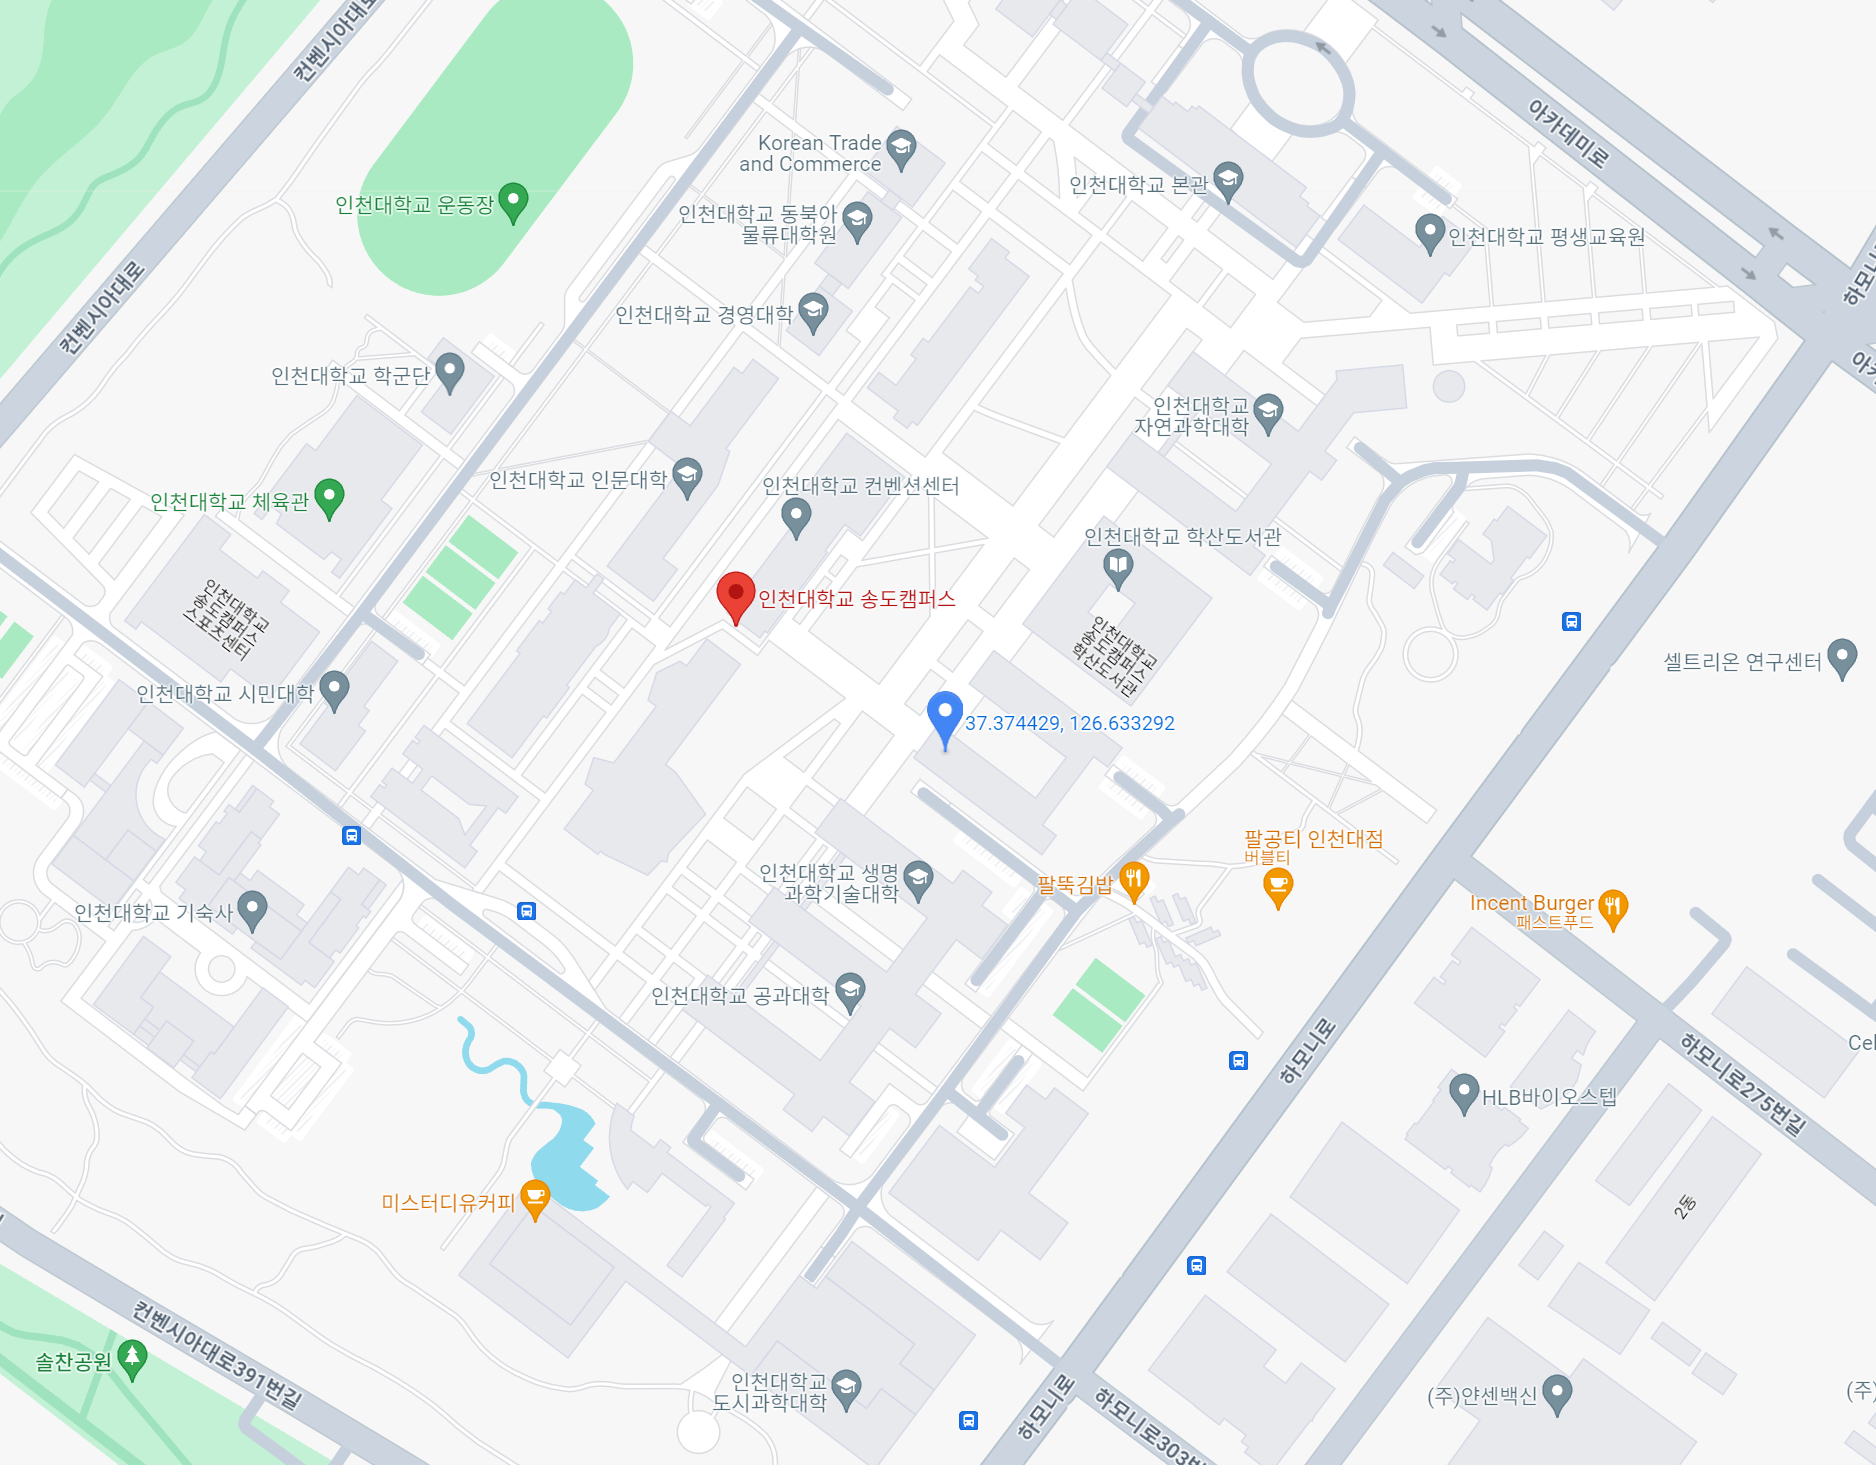 컨벤시아대로
아카데미로
Korean Trade
and Commerce
인천대학교 본관
인천대학교 운동장
인천대학교 동북아
물류대학원
인천대학교 평생교육원
컨벤시아대로
인천대학교 경영대학
인천대학교 학군단
인천대학교
자연과학대학
인천대학교 체육관
인천대학교 인문대학
인천대학교 컨벤션센터
인천대학교 학산도서관
인천대학교 송도캠퍼스
인천대학교
송도캠퍼스
스포츠센터
인천대학교
송도캠퍼스
학산도서관
셀트리온 연구센터
인천대학교 시민대학
37.374429, 126.633292
팔공티 인천대점
버블티
인천대학교 생명
과학기술대학
팔뚝김밥
Incent Burger
패스트푸드
인천대학교 기숙사
인천대학교 공과대학
하모니로
하모니로275번길
Cel
HLB바이오스텝
미스터디유커피
2동
컨벤시아대로391번길
솔찬공원
인천대학교
도시과학대학
하모니로
하모니로303번
(주)얀센백신
(주)